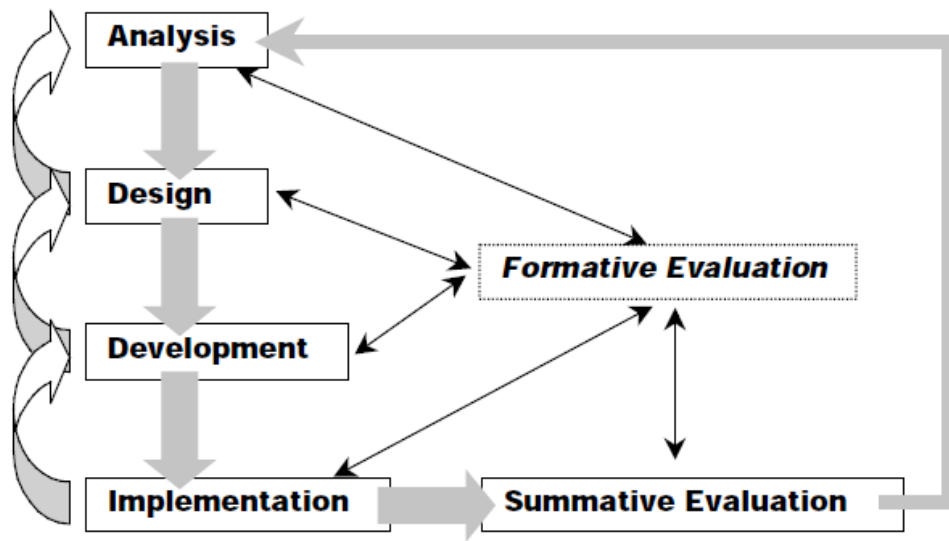 Analysis
Design
Formative Evaluation
Development
Implementation
Summative Evaluation